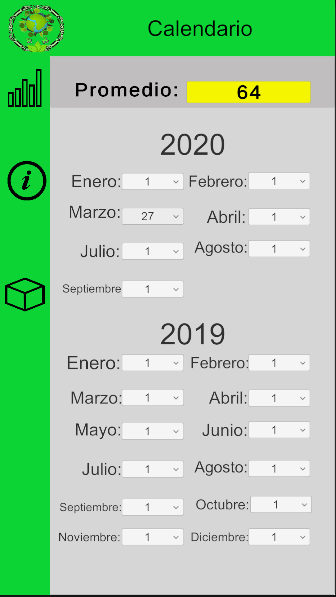 Calendario
Promedio: 64
2020
Enero: 1 Febrero: 1
Marzo: 27 Abril: 1
Julio: 1 Agosto: 1
Septiembre 1
2019
Enero: 1 Febrero: 1
Marzo: 1 Abril: 1
Mayo: 1 Junio: 1
Julio: 1 Agosto: 1
Septiembre: 1 Octubre: 1
Noviembre: 1 Diciembre: 1